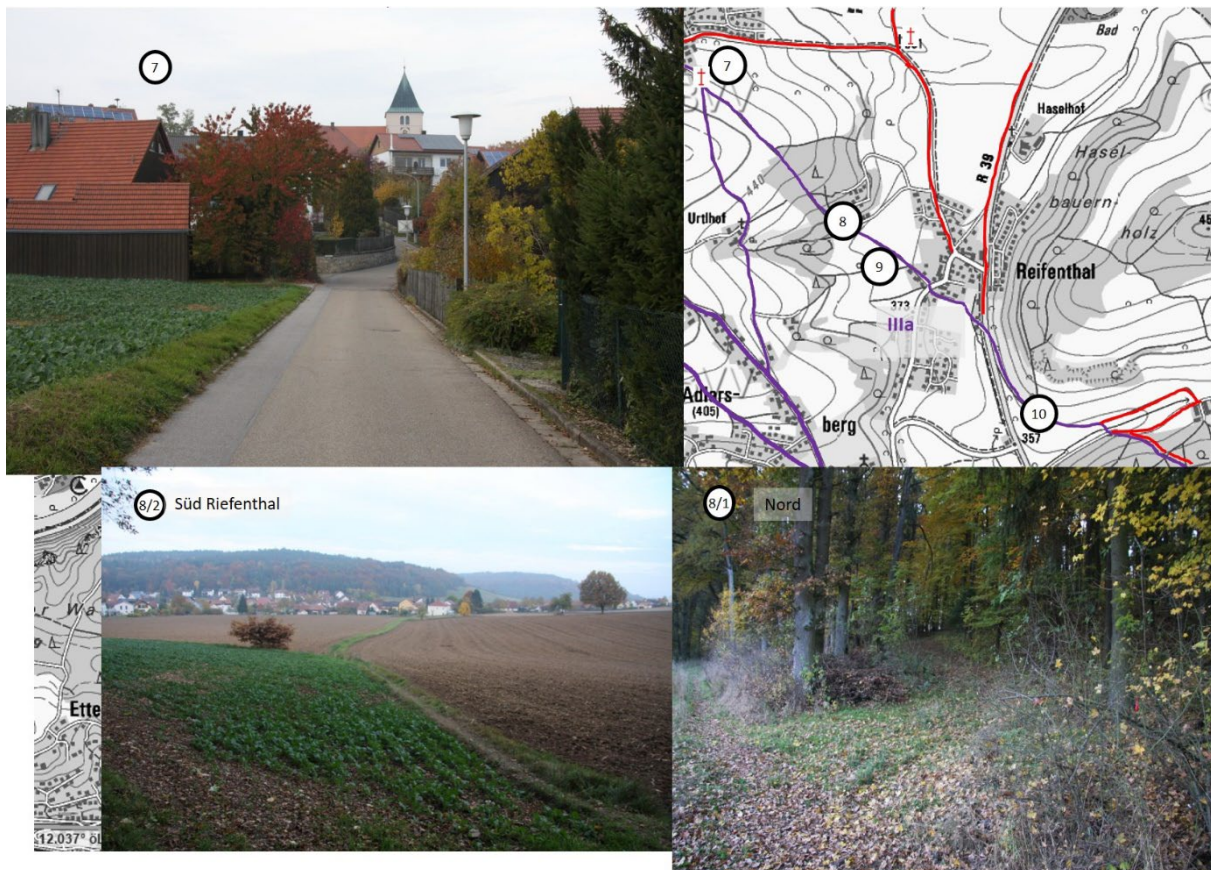 7
Bad
7
Haselhof
R 39
Hasel-
bauern-
holz
440
Urtlhof
8
9
Reifenthal
373
IIIa
Adlers-
(405)
berg
10
357
8/2 Süd Riefenthal
8/1 Nord
Ette
12.037° öL